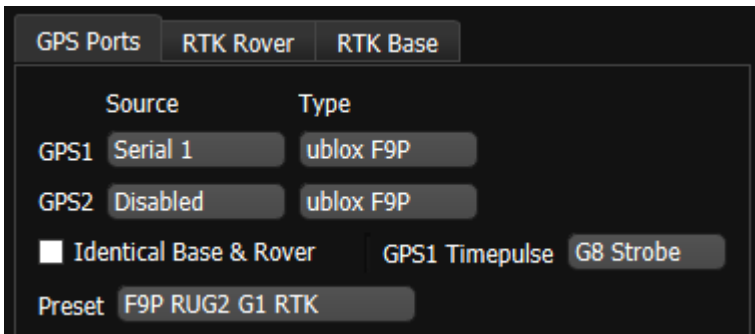 GPS Ports RTK Rover RTK Base
Source Type
GPS1 Serial 1 ublox F9P
GPS2 Disabled ublox F9P
Identical Base & Rover GPS1 Timepulse G8 Strobe
Preset F9P RUG2 G1 RTK